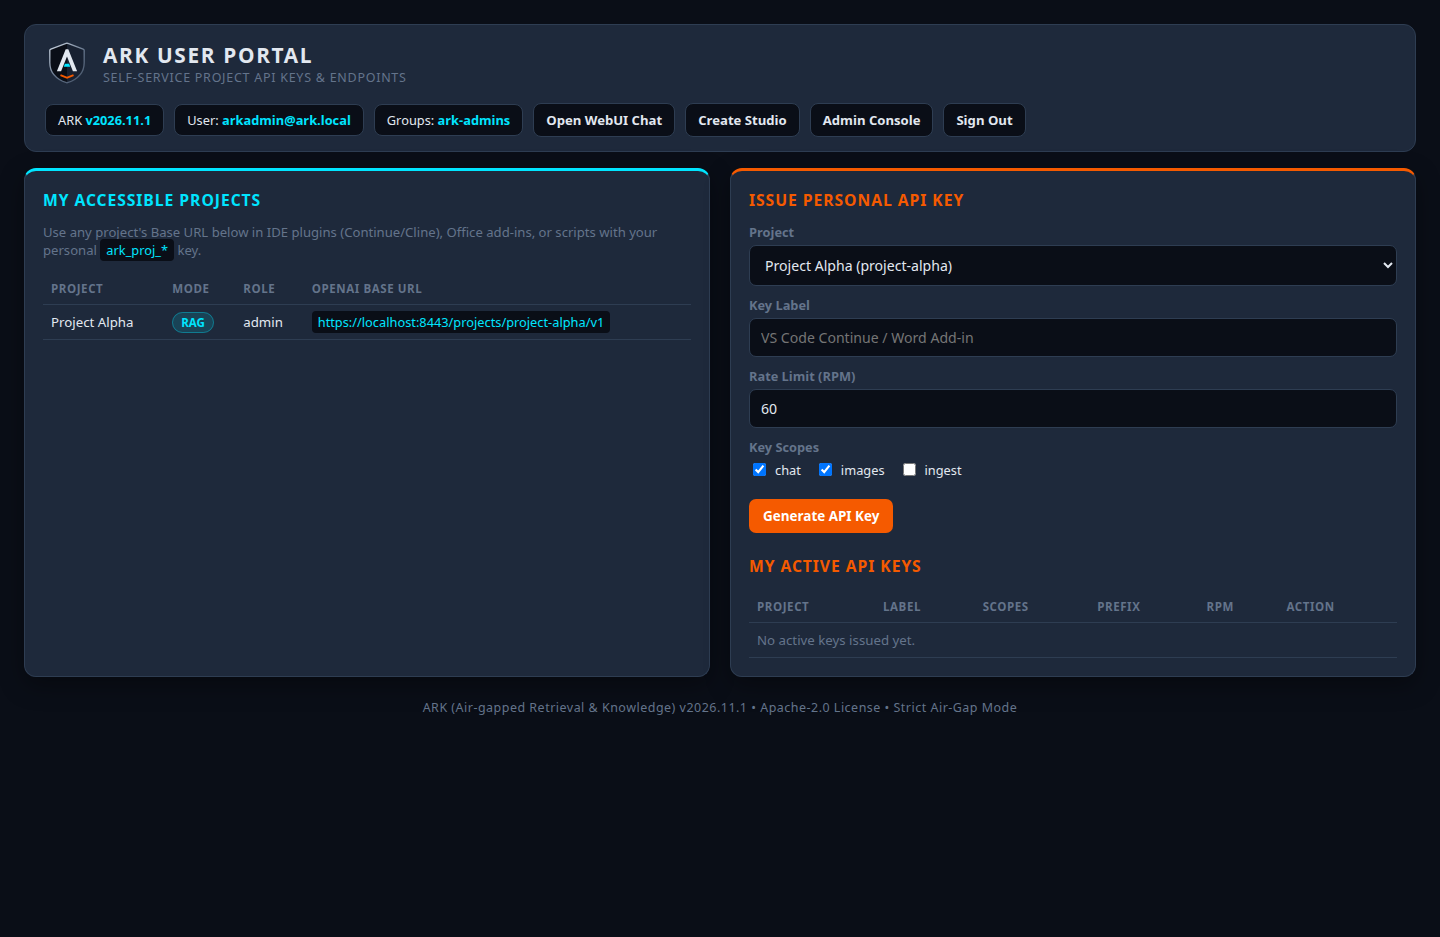 ARK USER PORTAL
SELF-SERVICE PROJECT API KEYS & ENDPOINTS
ARK v2026.11.1
User: arkadmin@ark.local
Groups: ark-admins
Open WebUI Chat
Create Studio
Admin Console
Sign Out
MY ACCESSIBLE PROJECTS
Use any project's Base URL below in IDE plugins (Continue/Cline), Office add-ins, or scripts with your
personal ark_proj_* key.
PROJECT MODE ROLE OPENAI BASE URL
Project Alpha RAG admin https://localhost:8443/projects/project-alpha/v1
ISSUE PERSONAL API KEY
Project
Project Alpha (project-alpha)
Key Label
VS Code Continue / Word Add-in
Rate Limit (RPM)
60
Key Scopes
chat images ingest
Generate API Key
MY ACTIVE API KEYS
PROJECT LABEL SCOPES PREFIX RPM ACTION
No active keys issued yet.
ARK (Air-gapped Retrieval & Knowledge) v2026.11.1 • Apache-2.0 License • Strict Air-Gap Mode